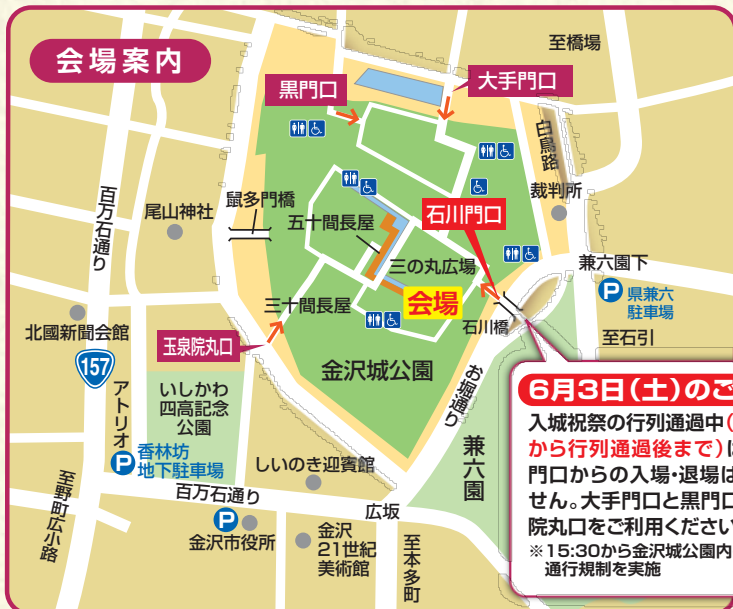 会場案内
至橋場
黒門口
大手門口
白鳥路
裁判所
百万石通り
尾山神社
鼠多門橋
五十間長屋
石川門口
三の丸広場
兼六園下
会場
P 県兼六
駐車場
三十間長屋
石川橋
北國新聞会館
至石引
玉泉院丸口
157
金沢城公園
お堀通り
アトリオ
いしかわ
四高記念
公園
兼六園
P 香林坊
地下駐車場
しいのき迎賓館
百万石通り
広坂
至野町広小路
P
金沢市役所
金沢
21世紀
美術館
至本多町
6月3日(土)のご
入城祝祭の行列通過中(
から行列通過後まで)
門口からの入場・退場は
せん。大手門口と黒門口
院丸口をご利用ください
※15:30から金沢城公園内
通行規制を実施